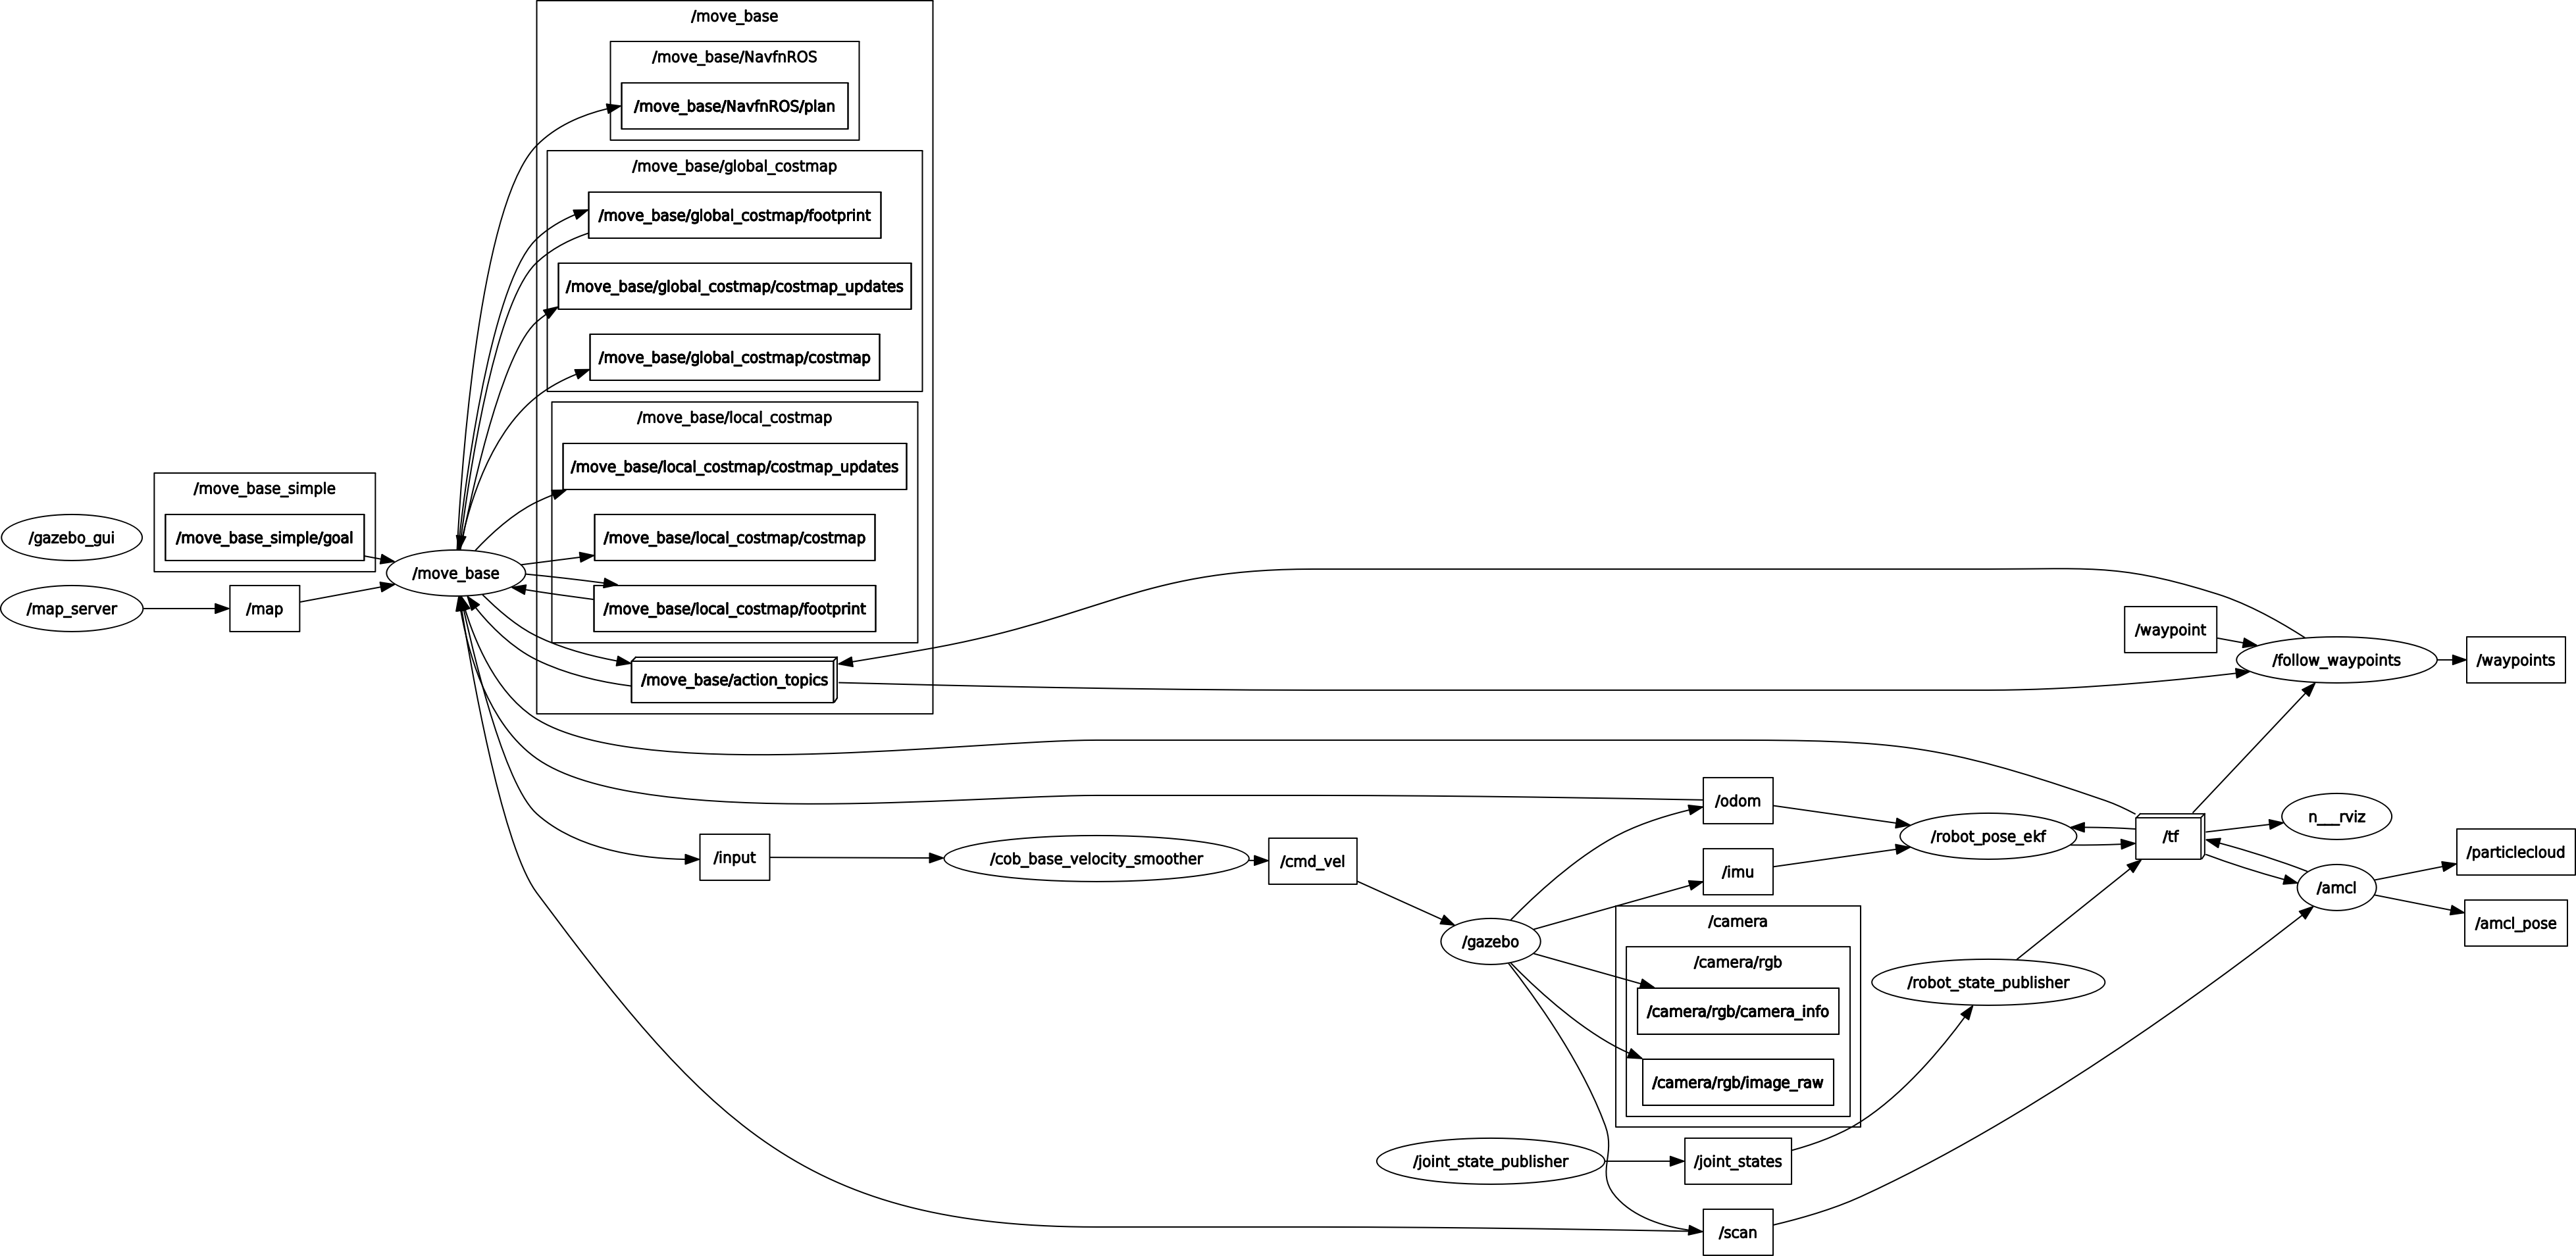 /move_base
/move_base/NavfnROS
/move_base/NavfnROS/plan
/move_base/global_costmap
/move_base/global_costmap/footprint
/move_base/global_costmap/costmap_updates
/move_base/global_costmap/costmap
/move_base/local_costmap
/move_base/local_costmap/costmap_updates
/move_base_simple
/gazebo_gui
/move_base_simple/goal
/move_base/local_costmap/costmap
/move_base
/map_server
/map
/move_base/local_costmap/footprint
/waypoint
/follow_waypoints
/waypoints
/move_base/action_topics
/odom
/robot_pose_ekf
/tf
n___rviz
/input
/cob_base_velocity_smoother
/cmd_vel
/imu
/particlecloud
/amcl
/amcl_pose
/gazebo
/camera
/camera/rgb
/camera/rgb/camera_info
/robot_state_publisher
/camera/rgb/image_raw
/joint_state_publisher
/joint_states
/scan